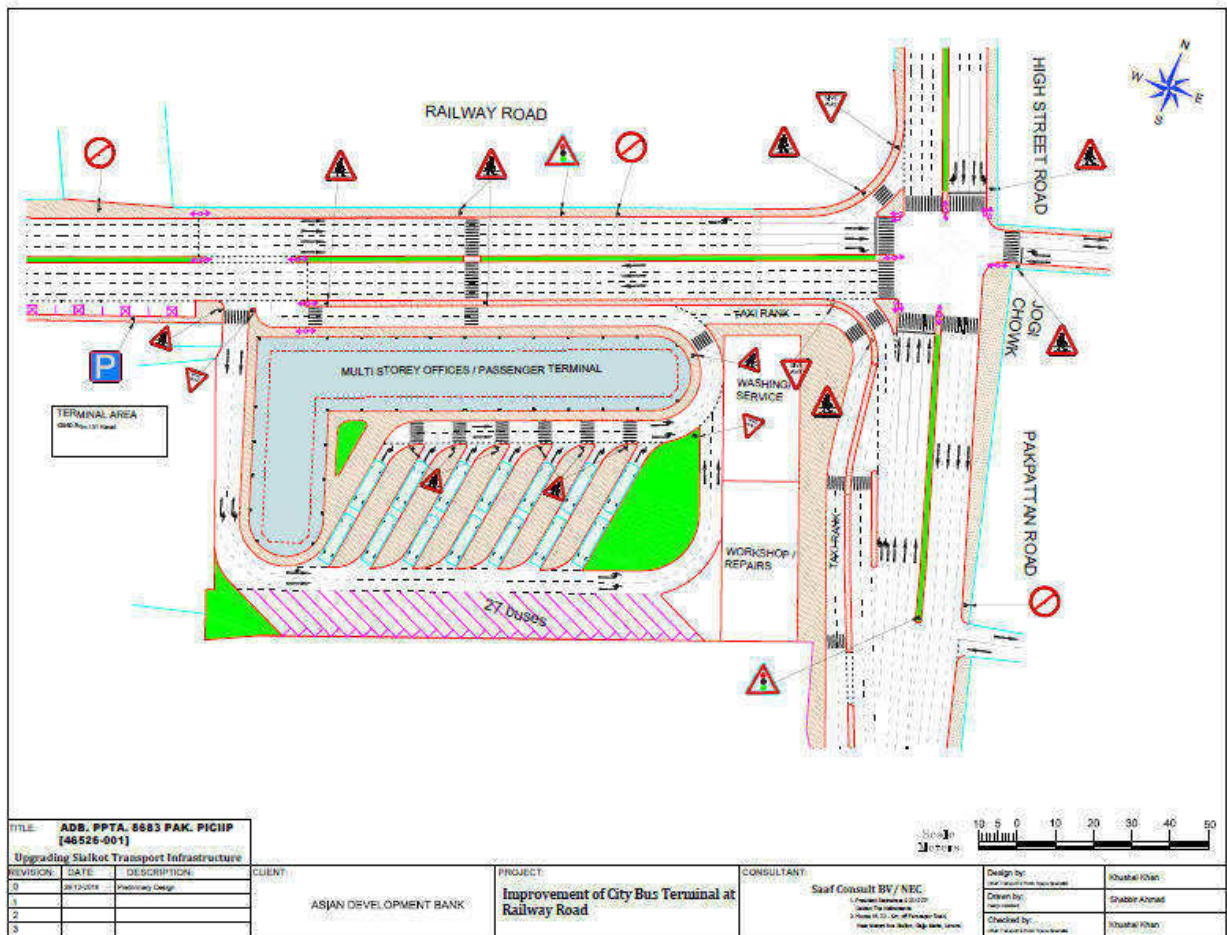 RAILWAY ROAD
HIGH STREET ROAD
N
W
E
S
GIVE WAY
JOGI
CHOWK
TAXI RANK
P
MULTI STOREY OFFICES / PASSENGER TERMINAL
WASHING/
SERVICE
TERMINAL AREA
PAKPATTAN ROAD
TAXI RANK
WORKSHOP /
REPAIRS
27 buses
TITLE: ADB. PPTA. 8683 PAK. PICIIP
[46526-001]
Upgrading Sialkot Transport Infrastructure
REVISION: DATE DESCRIPTION:
0 Preliminary Design
1
2
3
CLIENT:
ASIAN DEVELOPMENT BANK
PROJECT:
Improvement of City Bus Terminal at
Railway Road
CONSULTANT:
Saaf Consult BV/ NEC
Scale
Meters
10 5 0 10 20 30 40 50
Design by: Khushal Khan
Drawn by: Shabbir Ahmad
Checked by: Khushal Khan